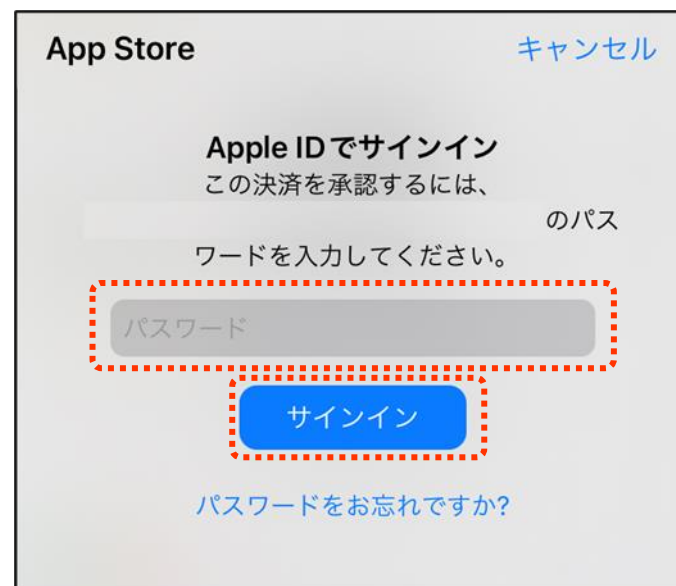 App Store
キャンセル
Apple IDでサインイン
この決済を承認するには、
のパス
ワードを入力してください。
パスワード
サインイン
パスワードをお忘れですか?